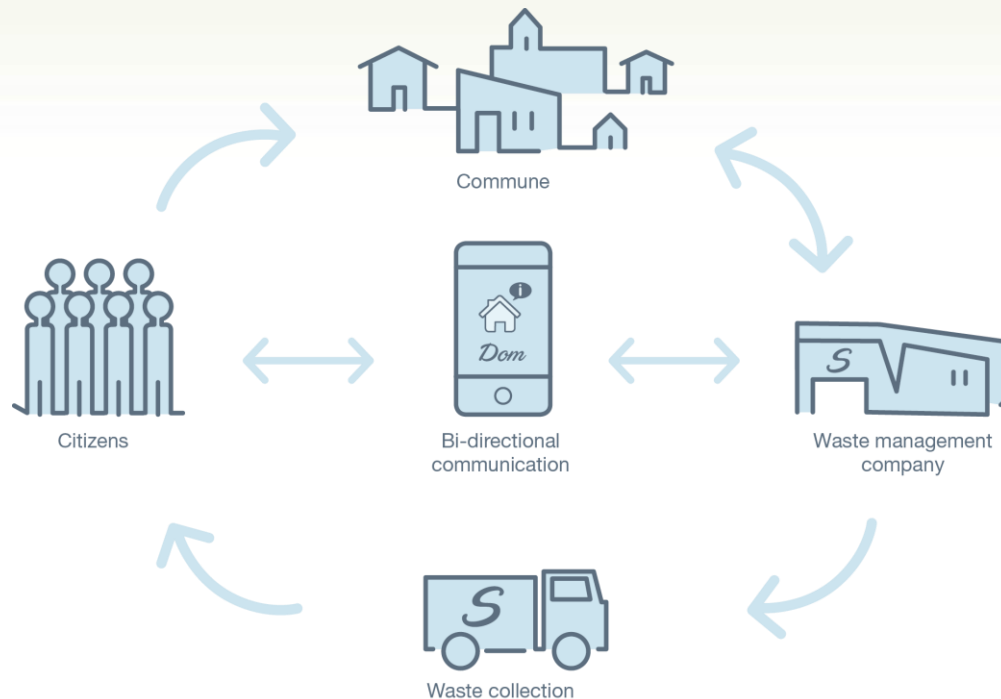 Commune
i
Dom
S
Citizens
Bi-directional
communication
Waste management
company
S
Waste collection